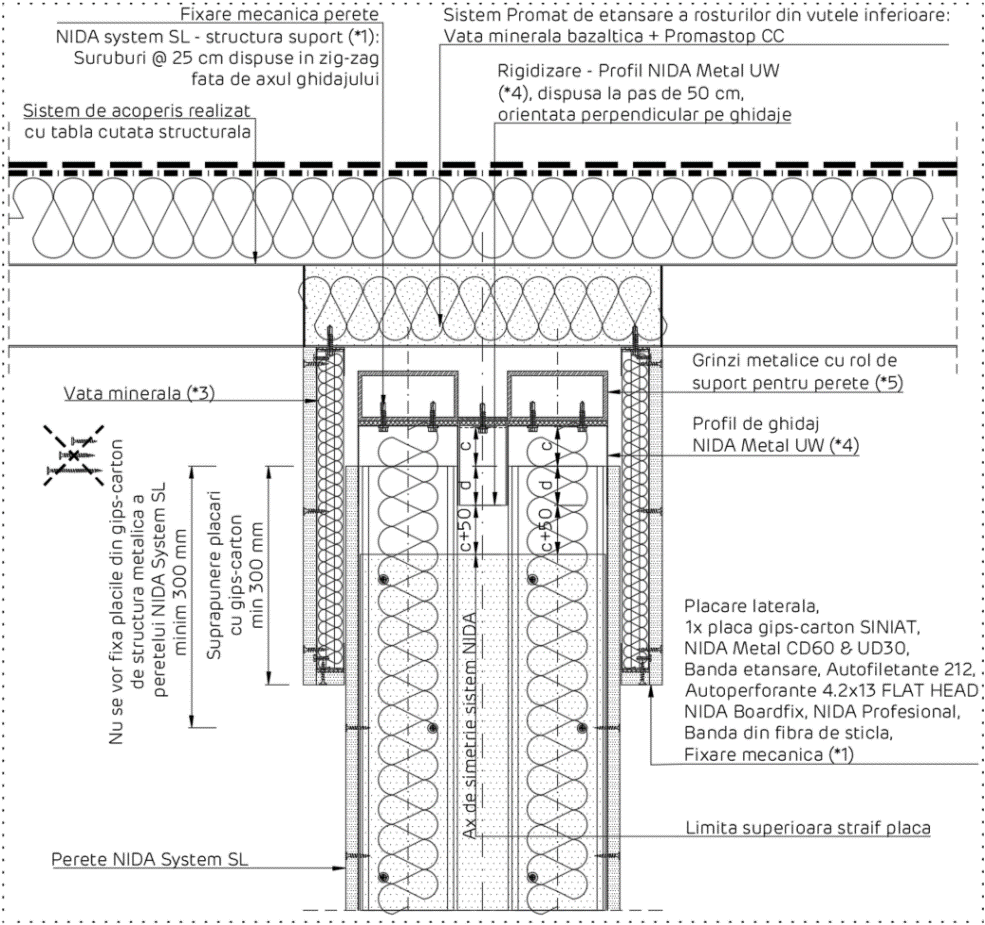 Fixare mecanica perete
NIDA system SL - structura suport (*1):
Suruburi @ 25 cm dispuse in zig-zag
fata de axul ghidajului
Sistem Promat de etansare a rosturilor din vutele inferioare:
Vata minerala bazaltica + Promastop CC
Rigidizare - Profil NIDA Metal UW
(*4), dispusa la pas de 50 cm,
orientata perpendicular pe ghidaje
Sistem de acoperis realizat
cu tabla cutata structurala
Vata minerala (*3)
Grinzi metalice cu rol de
suport pentru perete (*5)
Profil de ghidaj
NIDA Metal UW (*4)
c
d
c+50
c
d
c+50
Nu se vor fixa placile din gips-carton
de structura metalica a
peretelui NIDA System SL
minim 300 mm
Suprapunere placari
cu gips-carton
min 300 mm
Ax de simetrie sistem NIDA
Placare laterala,
1x placa gips-carton SINIAT,
NIDA Metal CD60 & UD30,
Banda etansare, Autofiletante 212,
Autoperforante 4.2x13 FLAT HEAD
NIDA Boardfix, NIDA Profesional,
Banda din fibra de sticla,
Fixare mecanica (*1)
Limita superioara straif placa
Perete NIDA System SL